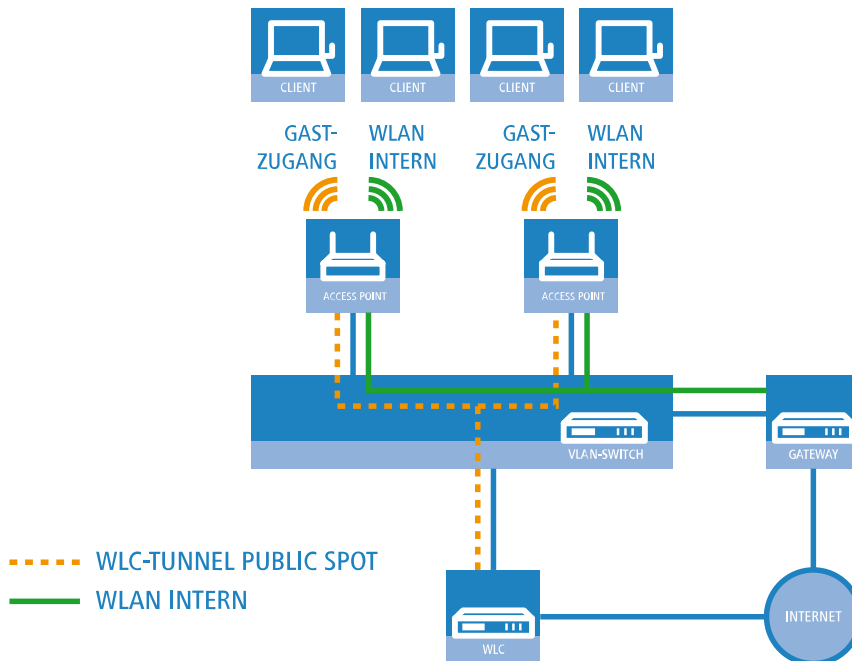 CLIENT
CLIENT
CLIENT
CLIENT
GAST-
ZUGANG
WLAN
INTERN
GAST-
ZUGANG
WLAN
INTERN
ACCESS POINT
ACCESS POINT
VLAN-SWITCH
GATEWAY
WLC-TUNNEL PUBLIC SPOT
WLAN INTERN
WLC
INTERNET